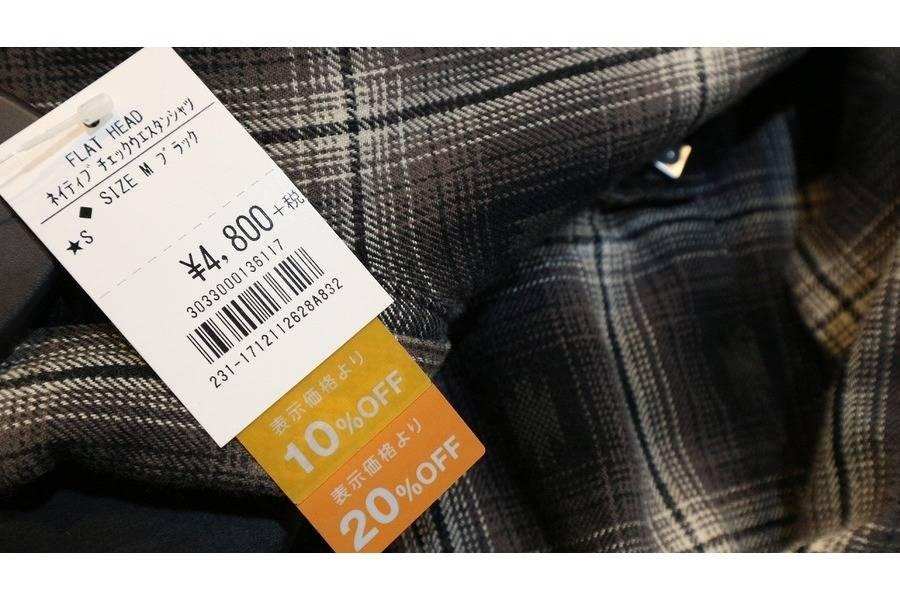 FLAT HEAD
ネイティブチェックウエスタンシャツ
◆ SIZE M ブラック
★S
¥4,800+税
3033000136117
231-1712112628A832
表示価格より
10%OFF
表示価格より
20%OFF